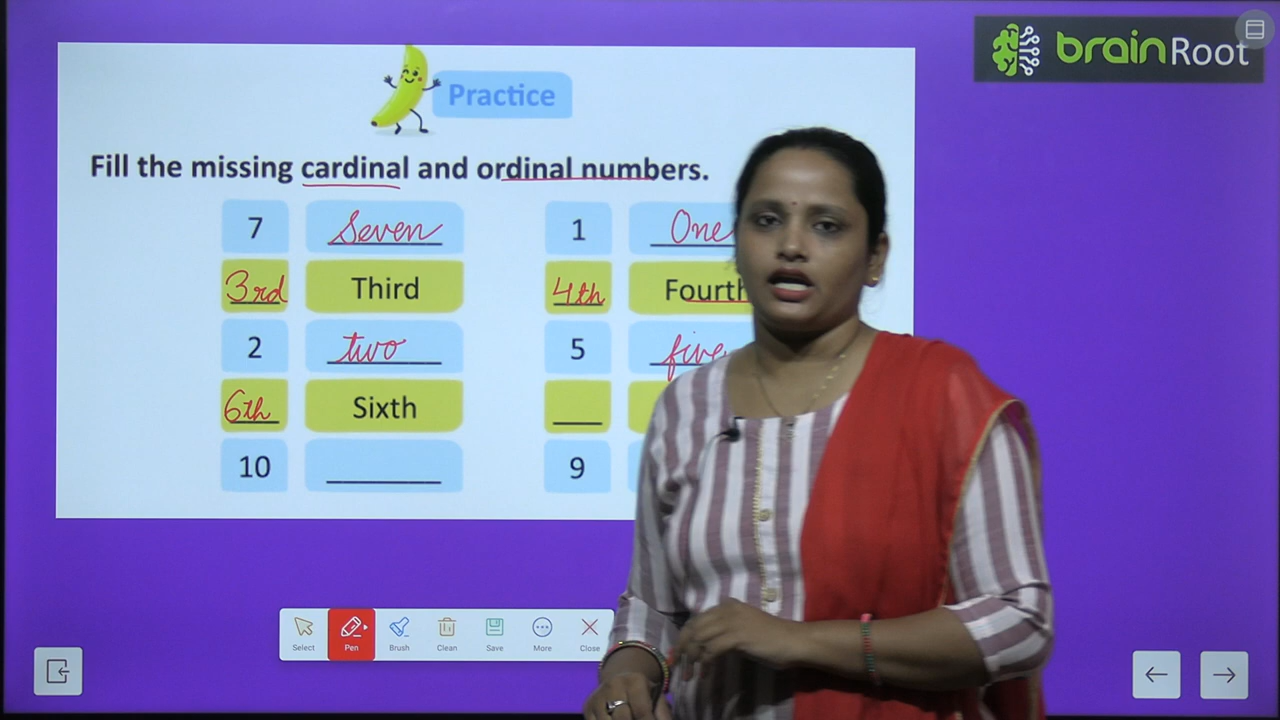 brainRoot
Practice
Fill the missing cardinal and ordinal numbers.
7 Seven 1 One
3rd Third 4th Fourth
2 two 5 five
6th Sixth
10 9
Select Pen Brush Clean Save More Close